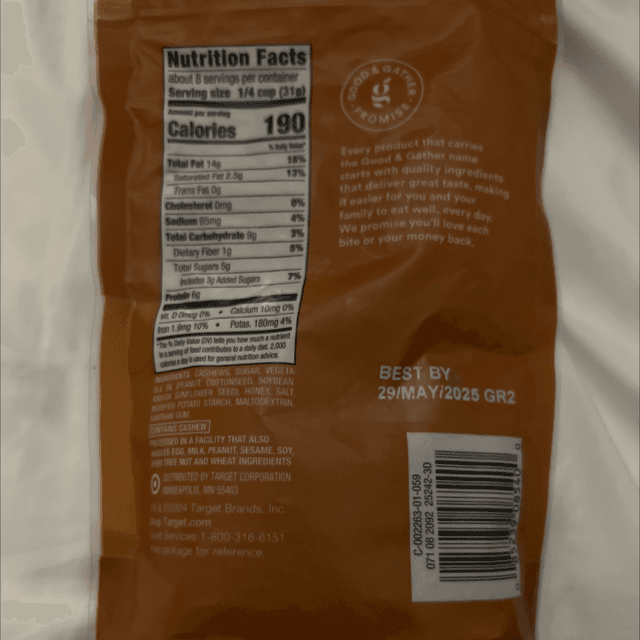 Nutrition Facts
about 8 servings per container
Serving size 1/4 cup (31g)
Amount per serving
Calories 190
% Daily Value*
Total Fat 14g 18%
Saturated Fat 2.5g 13%
Trans Fat 0g
Cholesterol 0mg 0%
Sodium 95mg 4%
Total Carbohydrate 9g 3%
Dietary Fiber 1g 5%
Total Sugars 5g
Includes 3g Added Sugars 7%
Protein 6g
Vit. D 0mcg 0% • Calcium 10mg 0%
Iron 1.9mg 10% • Potas. 180mg 4%
*The % Daily Value (DV) tells you how much a nutrient
in a serving of food contributes to a daily diet. 2,000
calories a day is used for general nutrition advice.
CASHEWS, SUGAR,
PEANUT, COTTONSEED, SOYBEAN
SUNFLOWER SEED), HONEY, SALT,
POTATO STARCH, MALTODEXTRIN,
GUM.
CONTAINS CASHEW
IN A FACILITY THAT ALSO
EGG, MILK, PEANUT, SESAME, SOY,
TREE NUT AND WHEAT INGREDIENTS.
DISTRIBUTED BY TARGET CORPORATION
MINNEAPOLIS, MN 55403
Target Brands, Inc.
Target.com
Services 1-800-316-6151
package for reference.
GOOD & GATHER
g
PROMISE
Every product that carries
the Good & Gather name
starts with quality ingredients
that deliver great taste, making
it easier for you and your
family to eat well, every day.
We promise you'll love each
bite or your money back.
BEST BY
29/MAY/2025 GR2
C-002263-01-059
071 08 2092 25242-3D